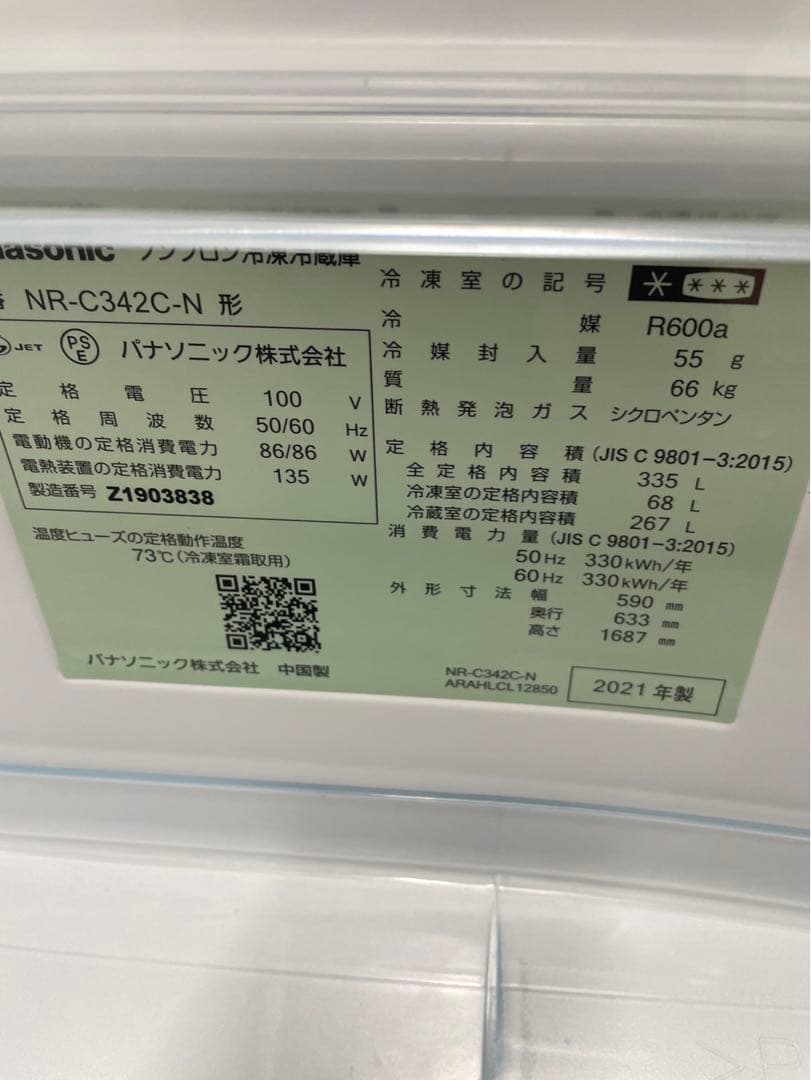 Panasonic ノンフロン冷凍冷蔵庫
番 NR-C342C-N 形
JET PSE パナソニック株式会社
定格電圧 100 V
定格周波数 50/60 Hz
電動機の定格消費電力 86/86 W
電熱装置の定格消費電力 135 W
製造番号 Z1903838
温度ヒューズの定格動作温度
73℃(冷凍室霜取用)
パナソニック株式会社 中国製
冷凍室の記号 * ***
冷媒 R600a
冷媒封入量 55 g
質量 66 kg
断熱発泡ガス シクロペンタン
定格内容積 (JIS C 9801-3:2015)
全定格内容積 335 L
冷凍室の定格内容積 68 L
冷蔵室の定格内容積 267 L
消費電力量 (JIS C 9801-3:2015)
50Hz 330kWh/年
60Hz 330kWh/年
外形寸法 幅 590 mm
奥行 633 mm
高さ 1687 mm
NR-C342C-N
ARAHLCL12850
2021年製
>P